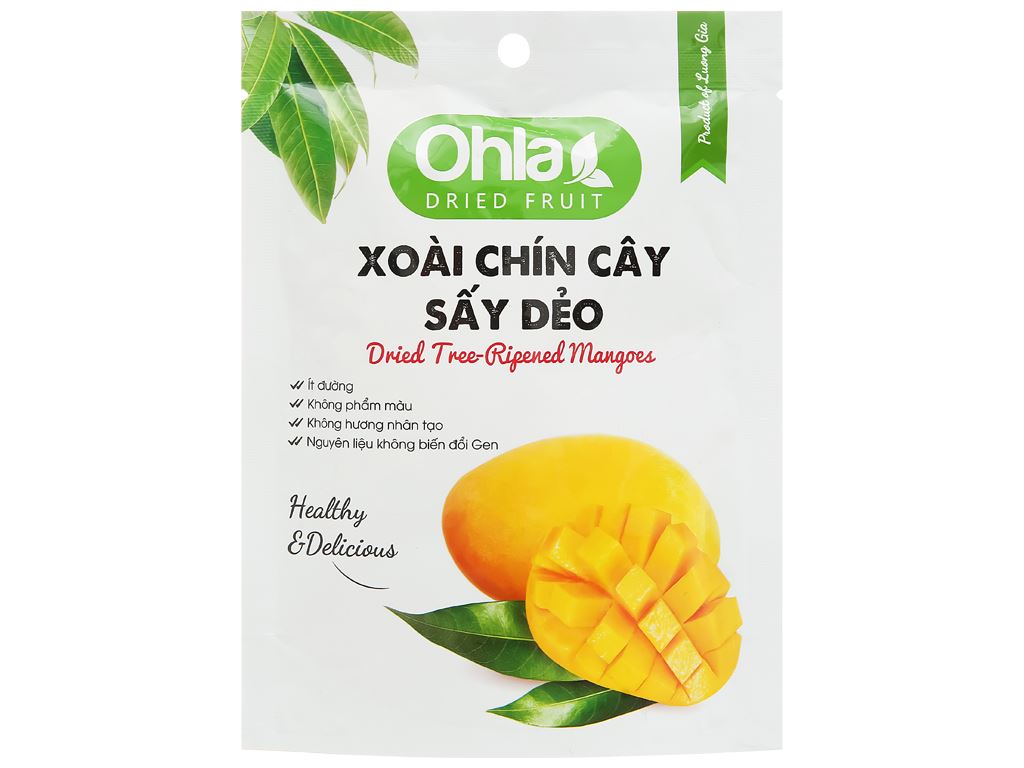 Product of Luong Gia
Ohla
DRIED FRUIT
XOÀI CHÍN CÂY
SẤY DẺO
Dried Tree-Ripened Mangoes
Ít đường
Không phẩm màu
Không hương nhân tạo
Nguyên liệu không biến đổi Gen
Healthy
&Delicious